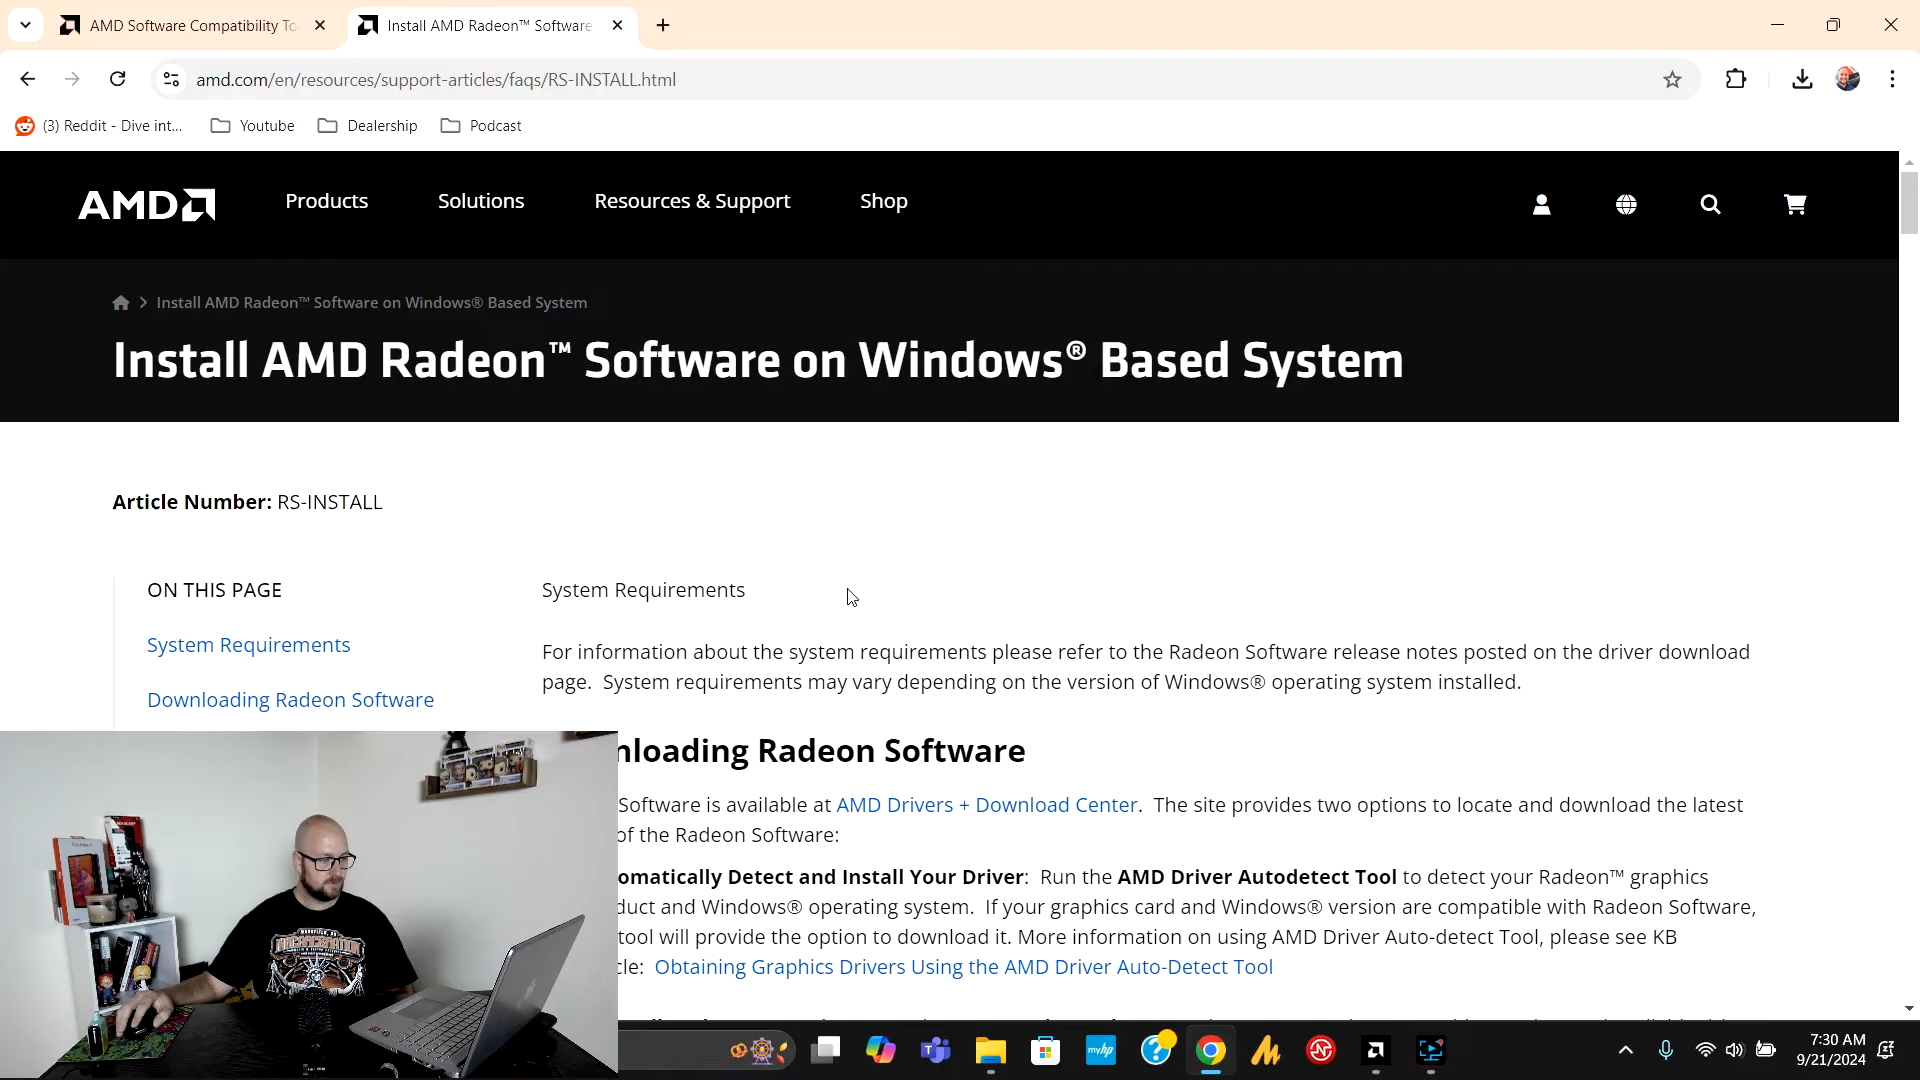 AMD Software Compatibility To
Install AMD Radeon™ Software
amd.com/en/resources/support-articles/faqs/RS-INSTALL.html
(3) Reddit - Dive int...
Youtube
Dealership
Podcast
AMD
Products
Solutions
Resources & Support
Shop
Install AMD Radeon™ Software on Windows® Based System
Install AMD Radeon™ Software on Windows® Based System
Article Number: RS-INSTALL
ON THIS PAGE
System Requirements
Downloading Radeon Software
System Requirements
For information about the system requirements please refer to the Radeon Software release notes posted on the driver download
page.  System requirements may vary depending on the version of Windows® operating system installed.
nloading Radeon Software
Software is available at AMD Drivers + Download Center.  The site provides two options to locate and download the latest
of the Radeon Software:
omatically Detect and Install Your Driver:  Run the AMD Driver Autodetect Tool to detect your Radeon™ graphics
duct and Windows® operating system.  If your graphics card and Windows® version are compatible with Radeon Software,
tool will provide the option to download it. More information on using AMD Driver Auto-detect Tool, please see KB
cle:  Obtaining Graphics Drivers Using the AMD Driver Auto-Detect Tool
myhp
7:30 AM
9/21/2024